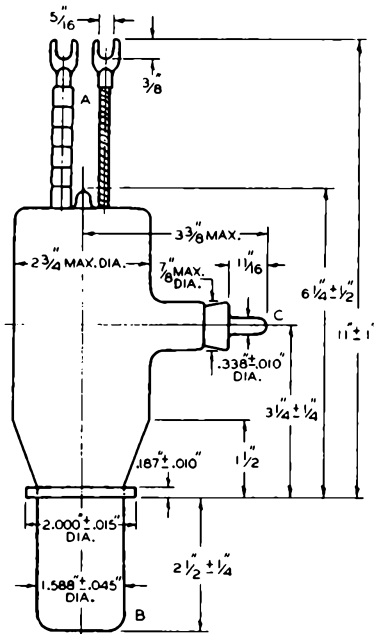 5/16"
3/8"
A
3 3/8" MAX.
2 3/4" MAX. DIA.
7/8" MAX.
DIA.
11/16"
C
6 1/4" ± 1/2"
11" ± 1"
.338" ± .010"
DIA.
3 1/4" ± 1/4"
1 1/2"
.187" ± .010"
2.000" ± .015"
DIA.
2 1/2" ± 1/4"
1.588" ± .045"
DIA.
B